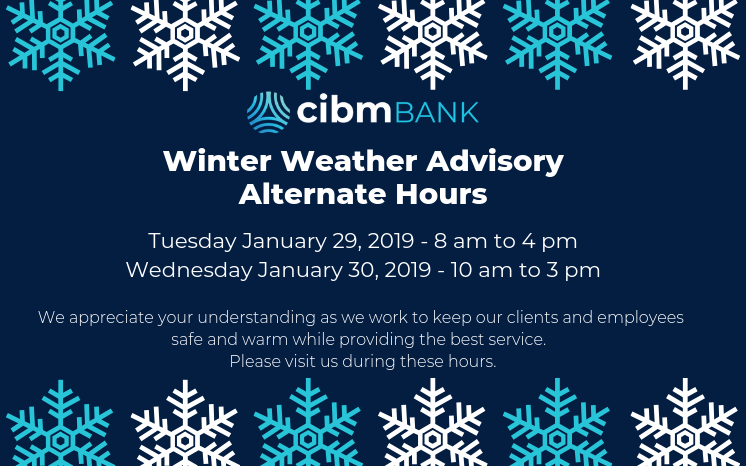 cibmBANK
Winter Weather Advisory
Alternate Hours
Tuesday January 29, 2019 - 8 am to 4 pm
Wednesday January 30, 2019 - 10 am to 3 pm
We appreciate your understanding as we work to keep our clients and employees
safe and warm while providing the best service.
Please visit us during these hours.